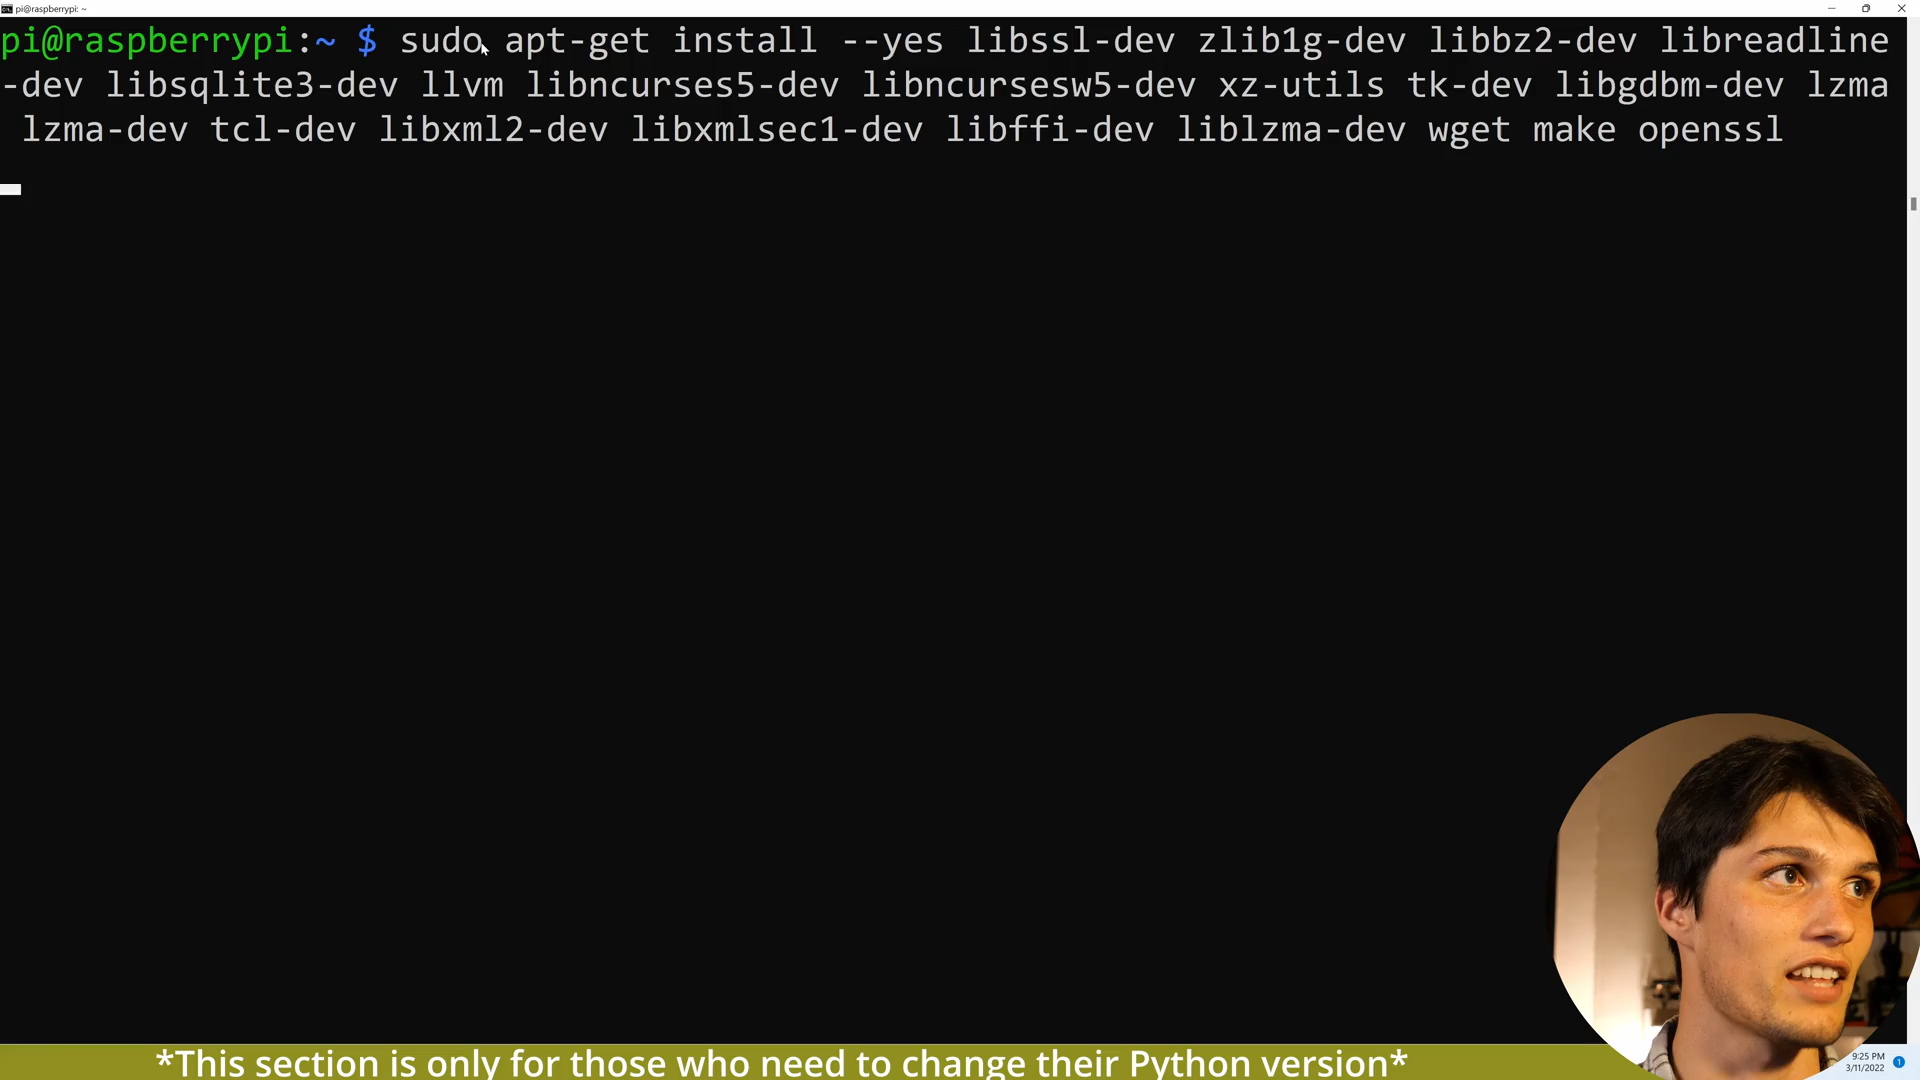 pi@raspberrypi: ~
pi@raspberrypi:~ $ sudo apt-get install --yes libssl-dev zlib1g-dev libbz2-dev libreadline
-dev libsqlite3-dev llvm libncurses5-dev libncursesw5-dev xz-utils tk-dev libgdbm-dev lzma
lzma-dev tcl-dev libxml2-dev libxmlsec1-dev libffi-dev liblzma-dev wget make openssl
*This section is only for those who need to change their Python version*
9:25 PM
3/11/2022
1